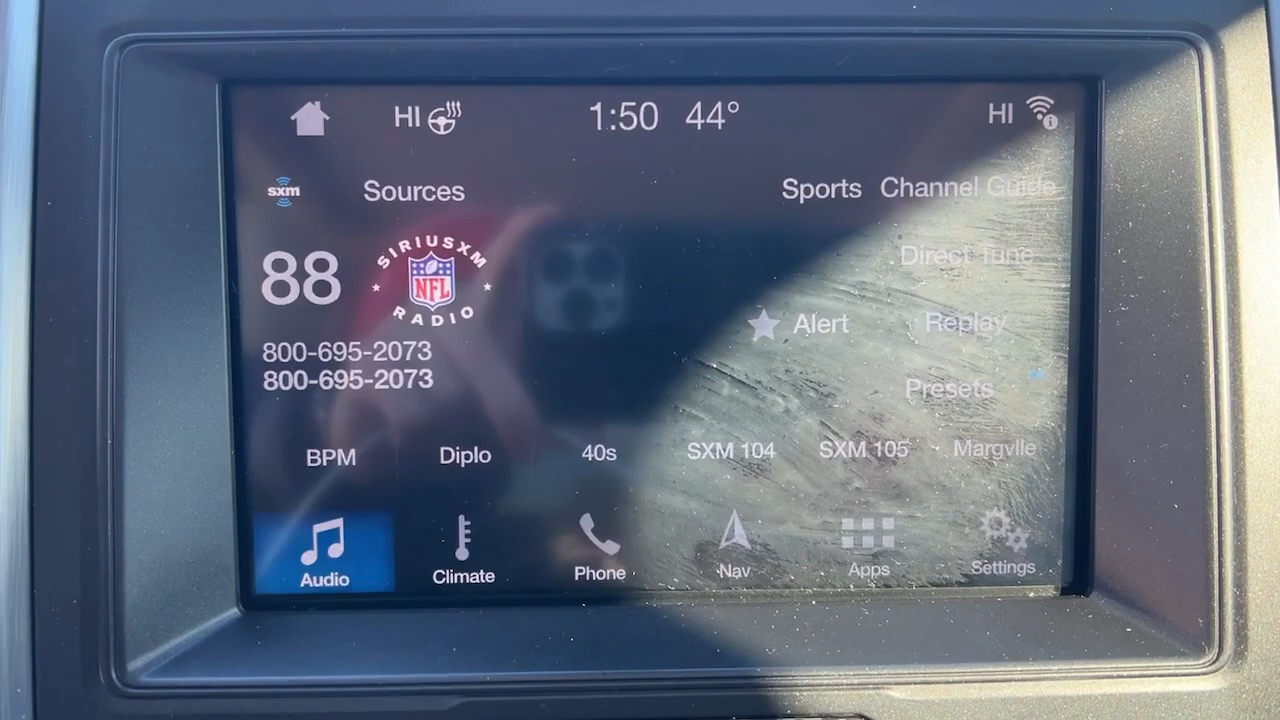 HI 1:50 44° HI
sxm Sources Sports Channel Guide
88 SIRIUSXM NFL RADIO Direct Tune
Alert Replay
800-695-2073
800-695-2073
Presets
BPM Diplo 40s SXM 104 SXM 105 Margvlle
Audio Climate Phone Nav Apps Settings